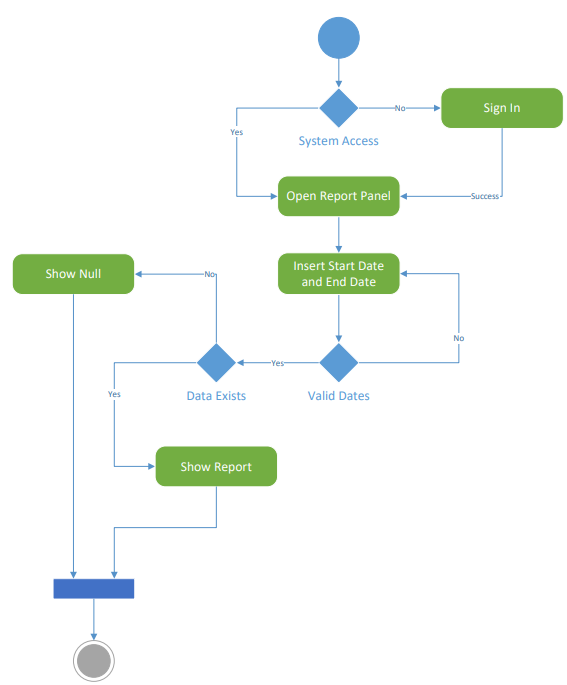 No
Sign In
Yes
System Access
Open Report Panel
Success
Insert Start Date
and End Date
Show Null
No
No
Yes
Data Exists
Valid Dates
Yes
Show Report